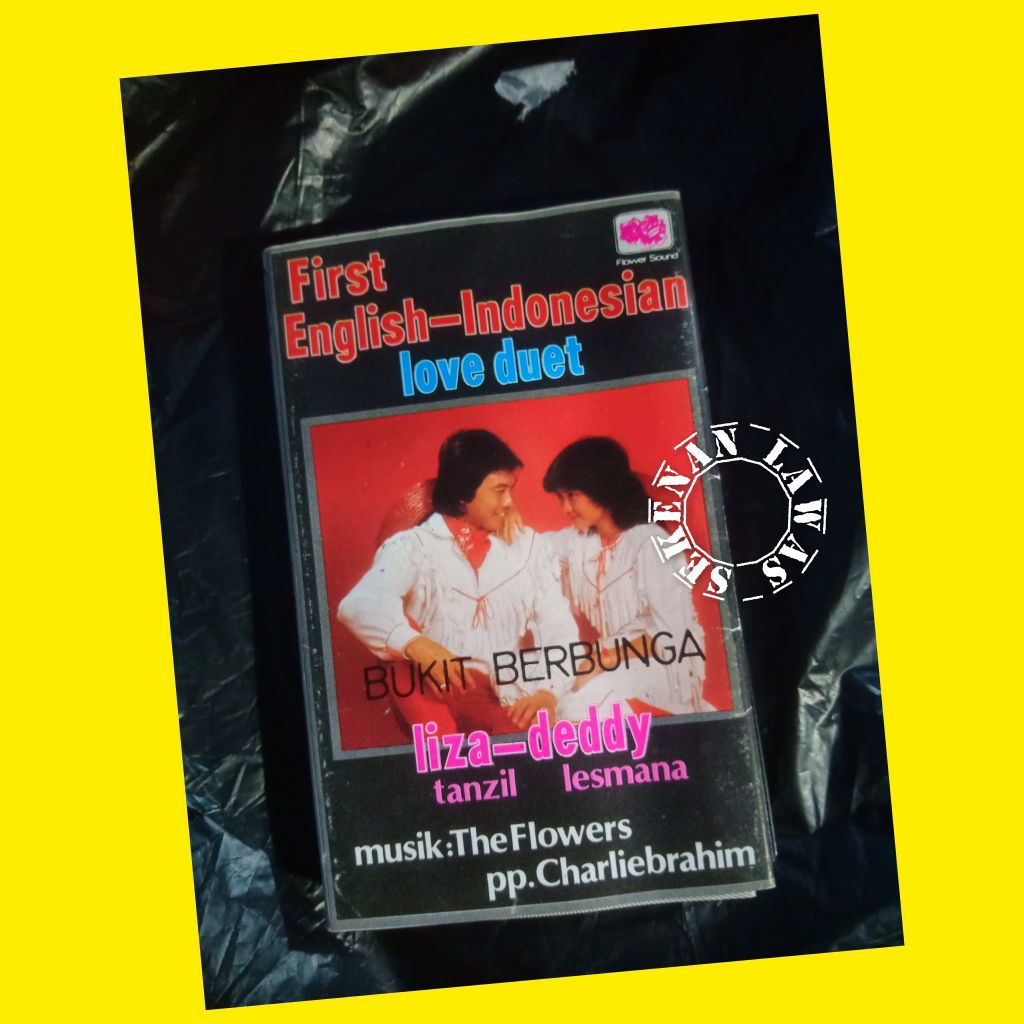 Flower Sound
First
English-Indonesian
love duet
SEKENAN LAWAS
BUKIT BERBUNGA
liza-deddy
tanzil lesmana
musik: The Flowers
pp. Charliebrahim